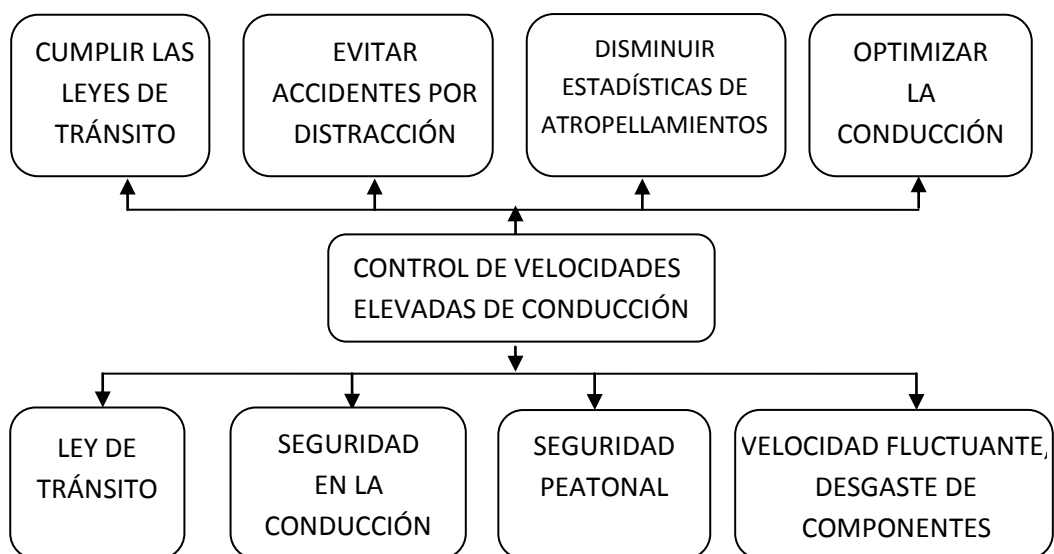 CUMPLIR LAS
LEYES DE
TRÁNSITO
EVITAR
ACCIDENTES POR
DISTRACCIÓN
DISMINUIR
ESTADÍSTICAS DE
ATROPELLAMIENTOS
OPTIMIZAR
LA
CONDUCCIÓN
CONTROL DE VELOCIDADES
ELEVADAS DE CONDUCCIÓN
LEY DE
TRÁNSITO
SEGURIDAD
EN LA
CONDUCCIÓN
SEGURIDAD
PEATONAL
VELOCIDAD FLUCTUANTE,
DESGASTE DE
COMPONENTES